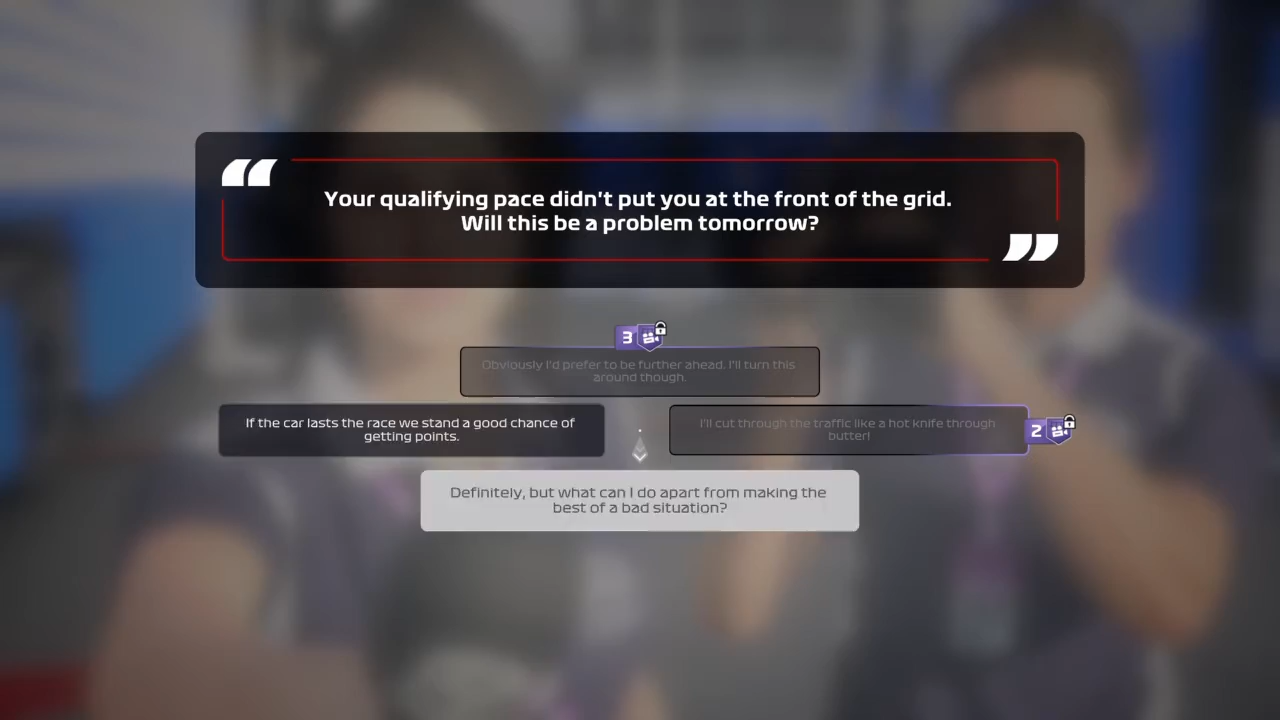 Your qualifying pace didn't put you at the front of the grid.
Will this be a problem tomorrow?
3
Obviously I'd prefer to be further ahead. I'll turn this
around though.
If the car lasts the race we stand a good chance of
getting points.
I'll cut through the traffic like a hot knife through
butter!
2
Definitely, but what can I do apart from making the
best of a bad situation?